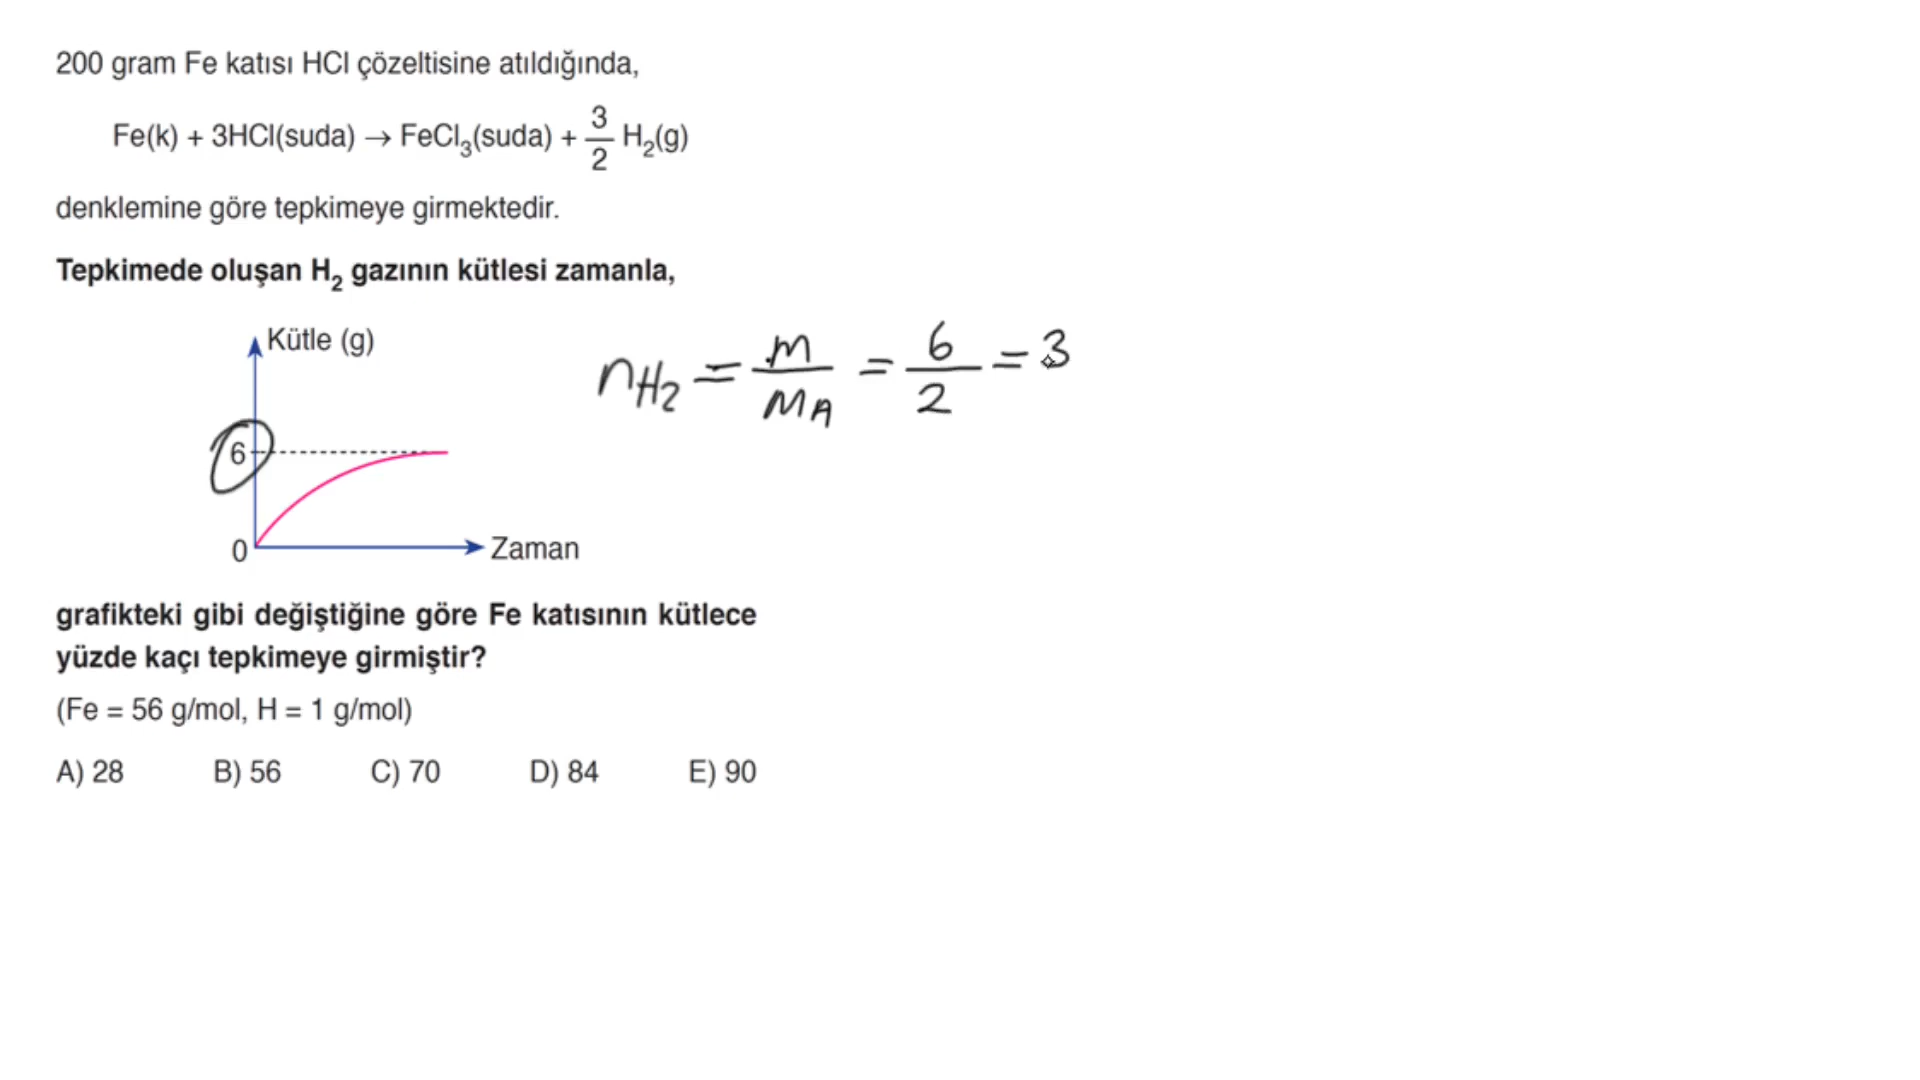 200 gram Fe katısı HCl çözeltisine atıldığında,
Fe(k) + 3HCl(suda) → FeCl₃(suda) + 3/2 H₂(g)
denklemine göre tepkimeye girmektedir.
Tepkimede oluşan H₂ gazının kütlesi zamanla,
Kütle (g)
nH₂ = m/MA = 6/2 = 3
6
0
Zaman
grafikteki gibi değiştiğine göre Fe katısının kütlece
yüzde kaçı tepkimeye girmiştir?
(Fe = 56 g/mol, H = 1 g/mol)
A) 28 B) 56 C) 70 D) 84 E) 90